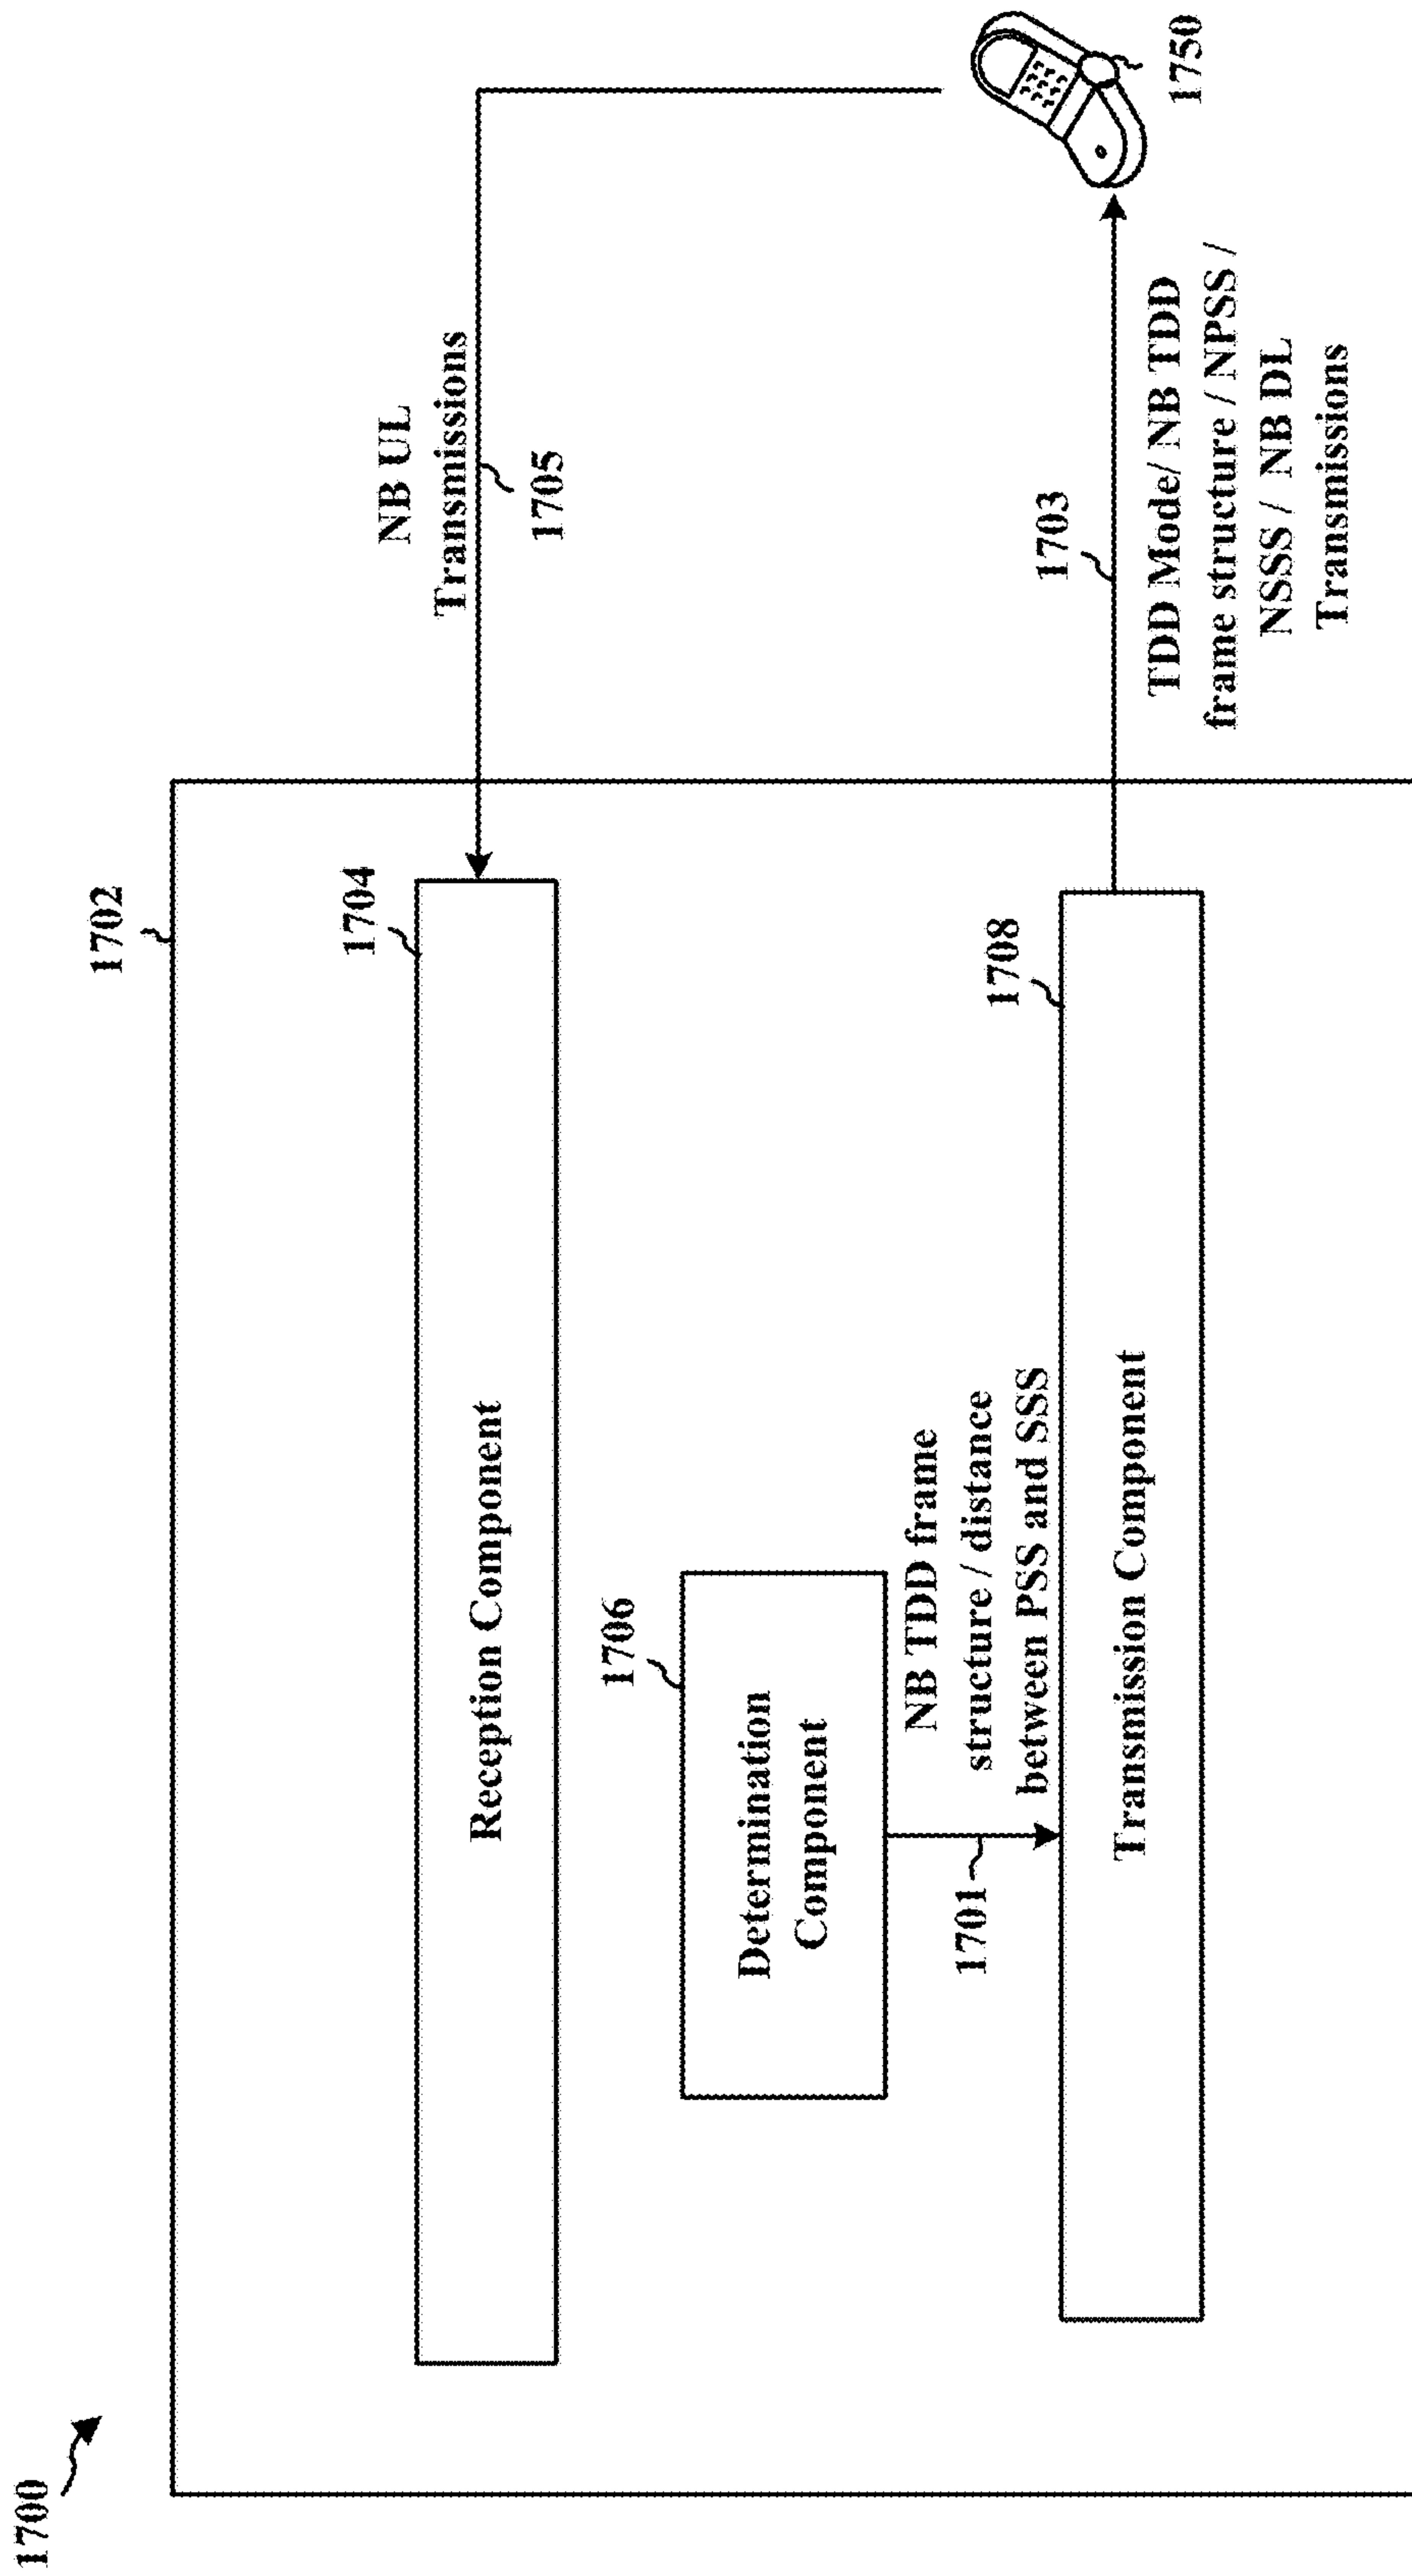 1700
1702
1704
Reception Component
NB UL
Transmissions
1705
1706
Determination
Component
1701
NB TDD frame
structure / distance
between PSS and SSS
1708
Transmission Component
1703
TDD Mode/ NB TDD
frame structure / NPSS /
NSSS / NB DL
Transmissions
1750